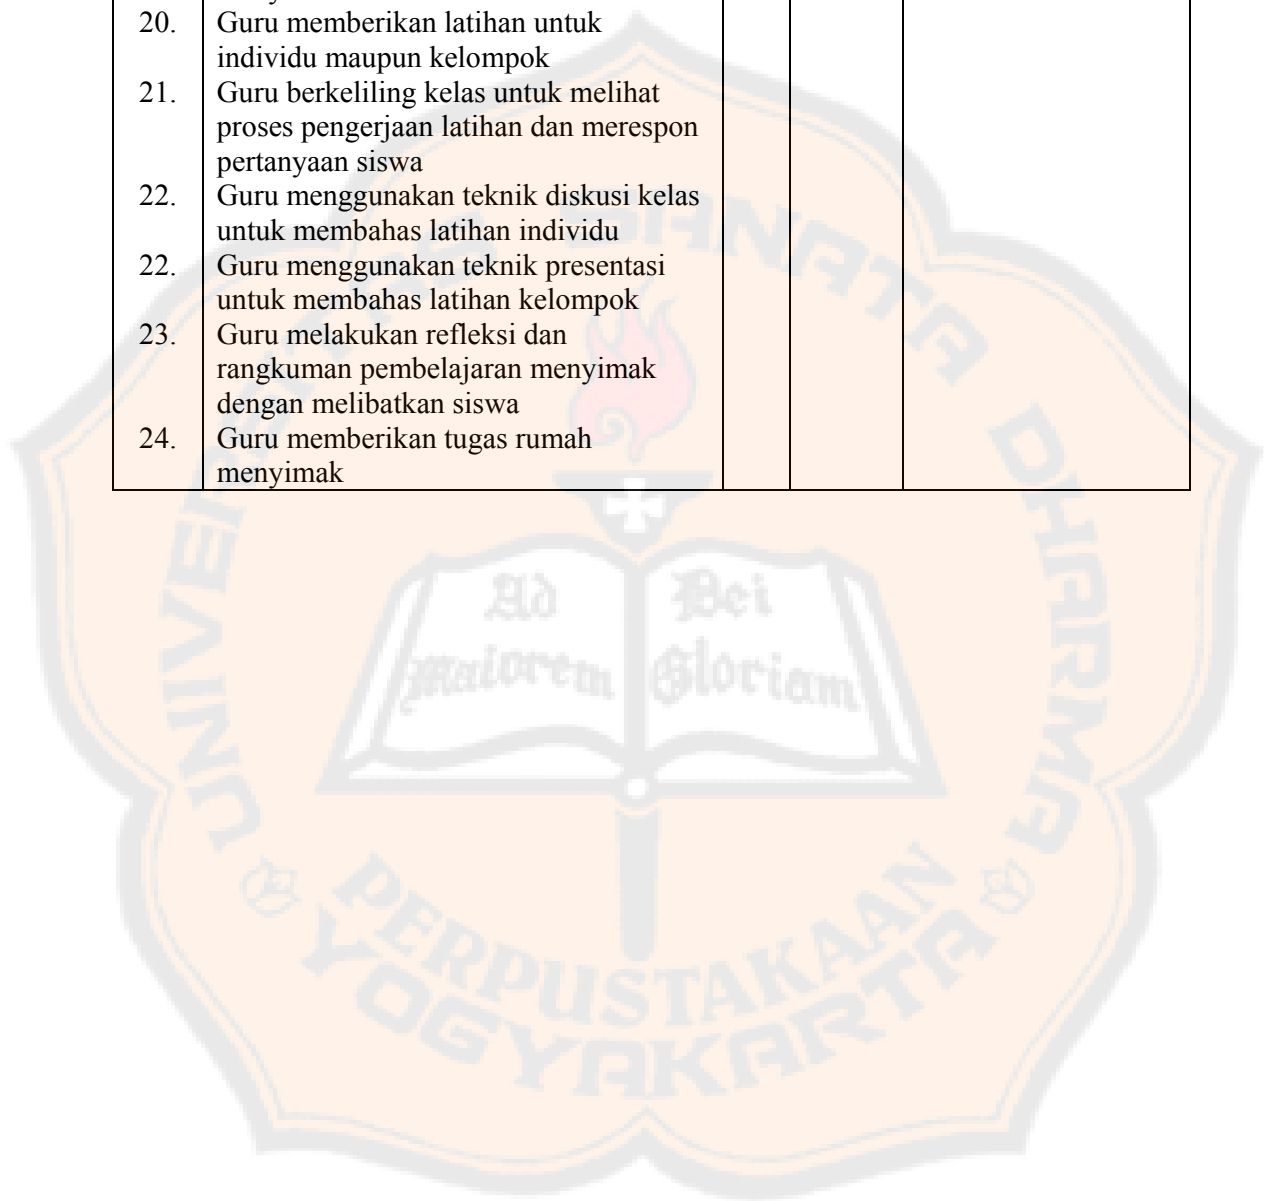 20. Guru memberikan latihan untuk
individu maupun kelompok
21. Guru berkeliling kelas untuk melihat
proses pengerjaan latihan dan merespon
pertanyaan siswa
22. Guru menggunakan teknik diskusi kelas
untuk membahas latihan individu
22. Guru menggunakan teknik presentasi
untuk membahas latihan kelompok
23. Guru melakukan refleksi dan
rangkuman pembelajaran menyimak
dengan melibatkan siswa
24. Guru memberikan tugas rumah
menyimak
UNIVERSITAS SANATA DHARMA
Ad Dei
Maiorem Gloriam
PERPUSTAKAAN
YOGYAKARTA